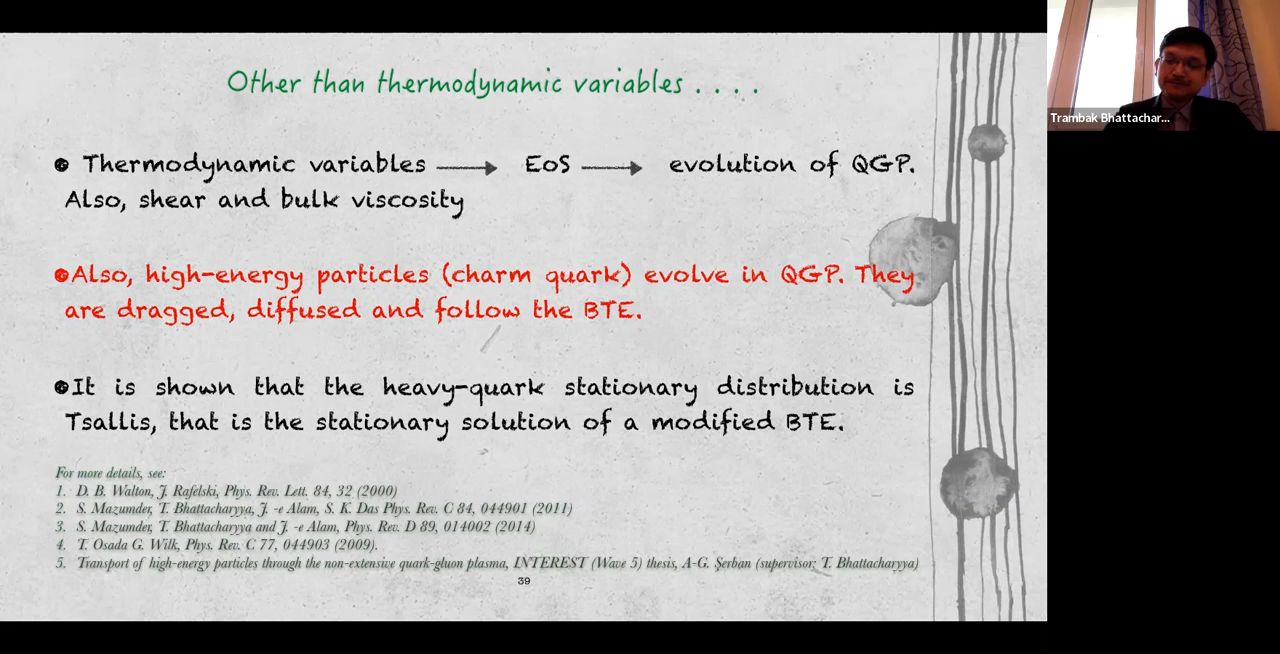 Other than thermodynamic variables . . . .
Thermodynamic variables → EoS → evolution of QGP.
Also, shear and bulk viscosity
Also, high-energy particles (charm quark) evolve in QGP. They
are dragged, diffused and follow the BTE.
It is shown that the heavy-quark stationary distribution is
Tsallis, that is the stationary solution of a modified BTE.
For more details, see:
1. D. B. Walton, J. Rafelski, Phys. Rev. Lett. 84, 32 (2000)
2. S. Mazumder, T. Bhattacharyya, J. -e Alam, S. K. Das Phys. Rev. C 84, 044901 (2011)
3. S. Mazumder, T. Bhattacharyya and J. -e Alam, Phys. Rev. D 89, 014002 (2014)
4. T. Osada G. Wilk, Phys. Rev. C 77, 044903 (2009).
5. Transport of high-energy particles through the non-extensive quark-gluon plasma, INTEREST (Wave 5) thesis, A-G. Şerban (supervisor: T. Bhattacharyya)
39
Trambak Bhattachar...